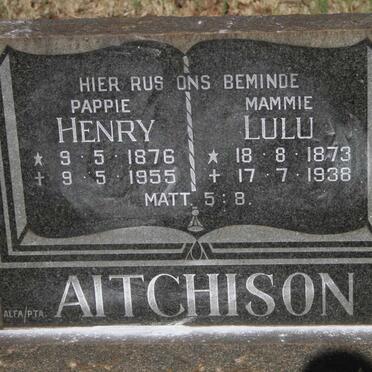 HIER RUS ONS BEMINDE
PAPPIE MAMMIE
HENRY LULU
* 9·5·1876 * 18·8·1873
+ 9·5·1955 + 17·7·1938
MATT. 5:8.
AITCHISON
ALFA/PTA.